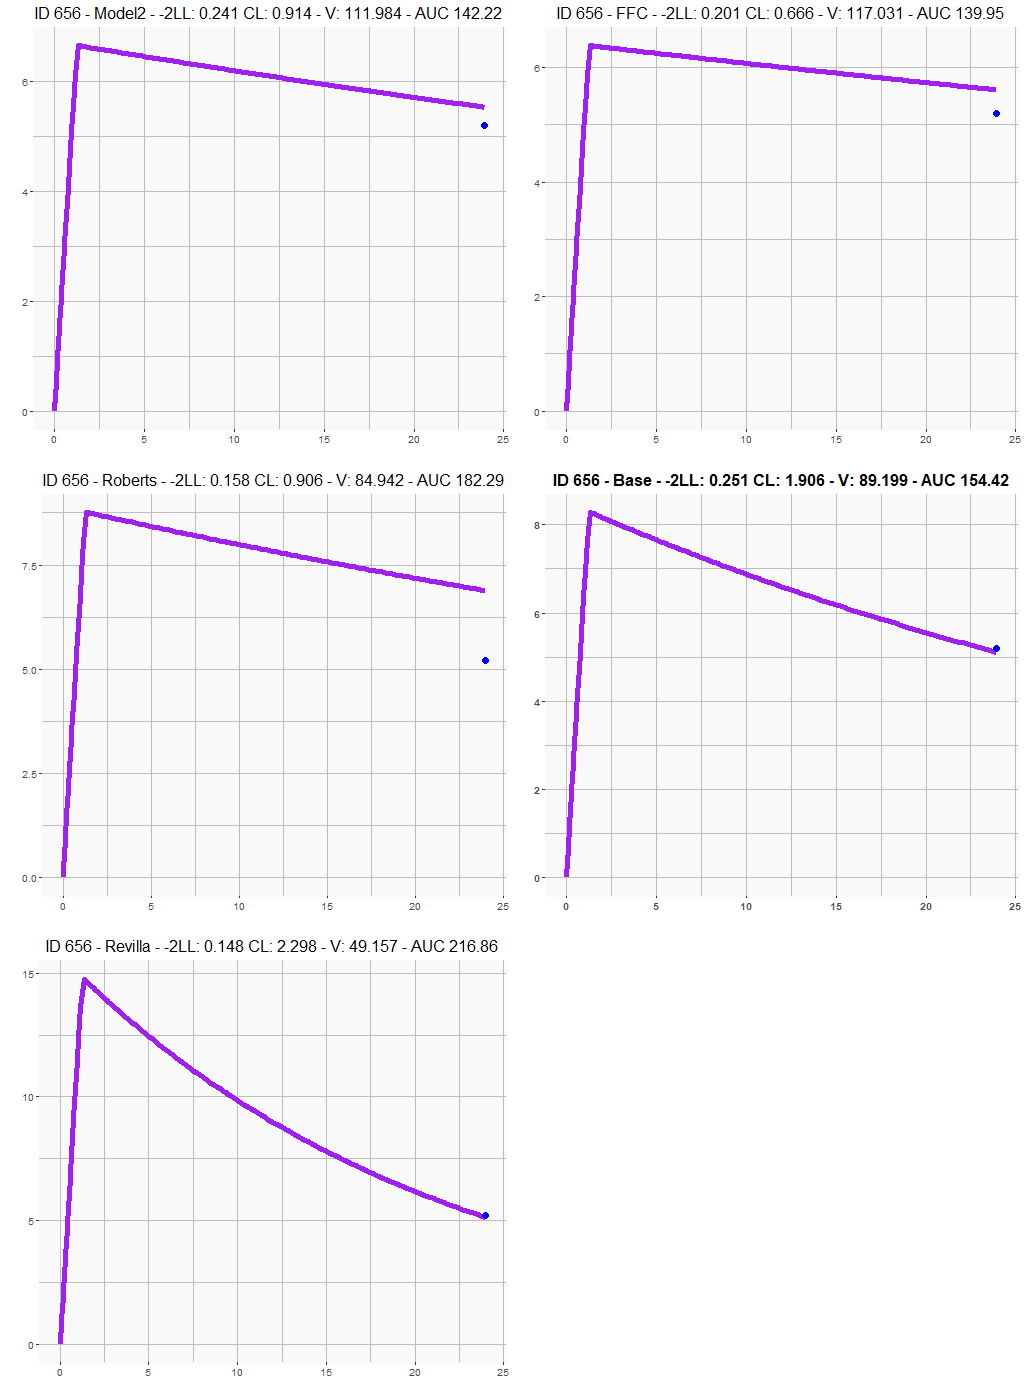 ID 656 - Model2 - -2LL: 0.241 CL: 0.914 - V: 111.984 - AUC 142.22
6
4
2
0
0 5 10 15 20 25
ID 656 - FFC - -2LL: 0.201 CL: 0.666 - V: 117.031 - AUC 139.95
6
4
2
0
0 5 10 15 20 25
ID 656 - Roberts - -2LL: 0.158 CL: 0.906 - V: 84.942 - AUC 182.29
7.5
5.0
2.5
0.0
0 5 10 15 20 25
ID 656 - Base - -2LL: 0.251 CL: 1.906 - V: 89.199 - AUC 154.42
8
6
4
2
0
0 5 10 15 20 25
ID 656 - Revilla - -2LL: 0.148 CL: 2.298 - V: 49.157 - AUC 216.86
15
10
5
0
0 5 10 15 20 25